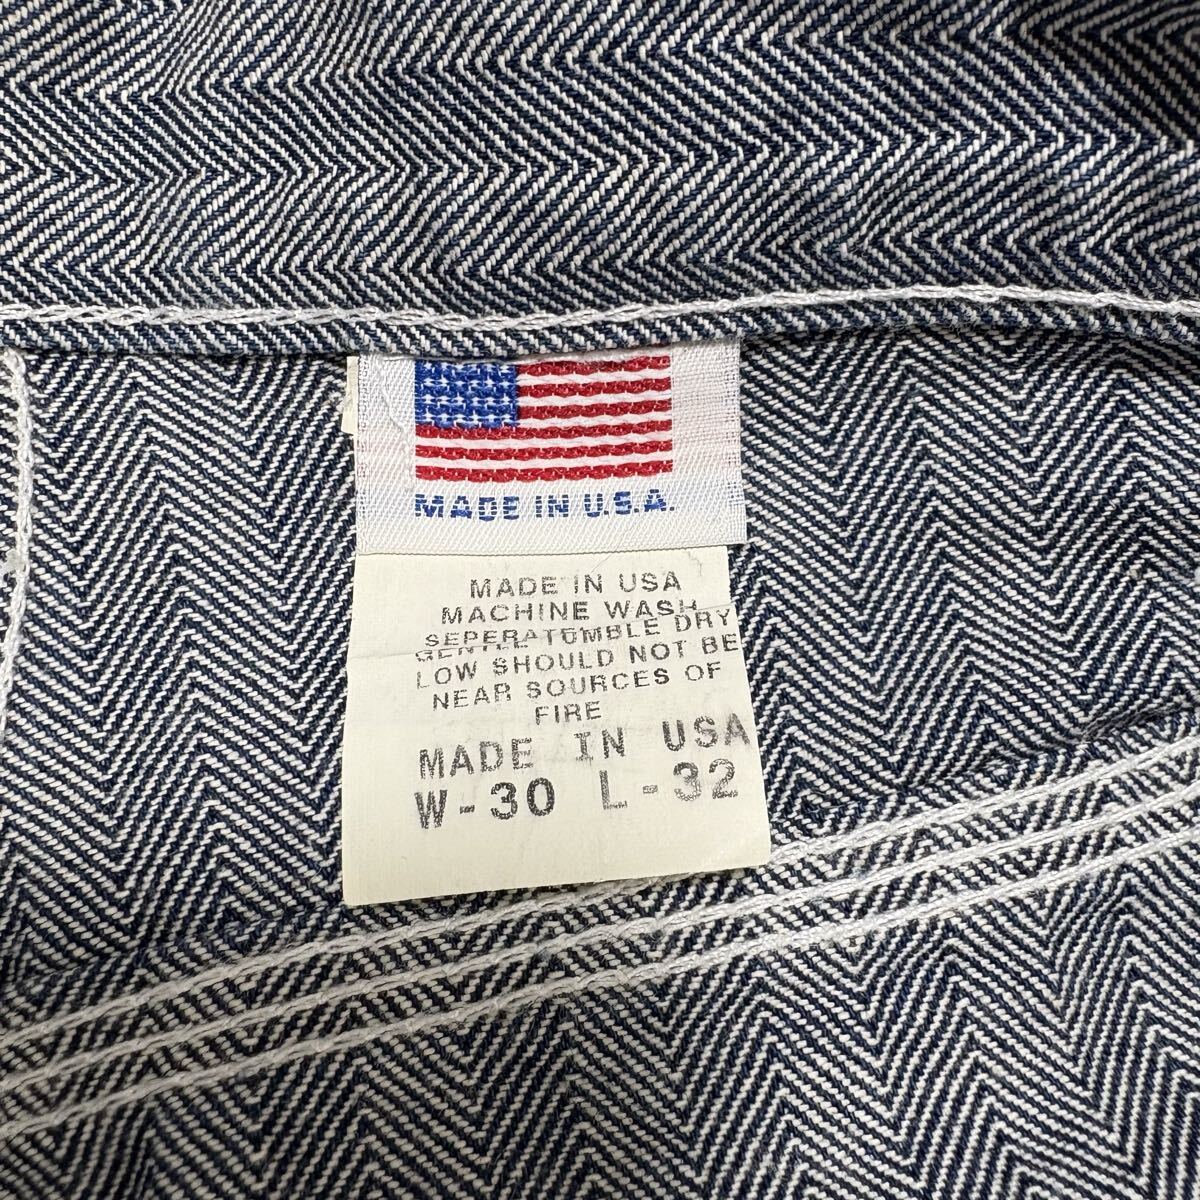 MADE IN U.S.A.
MADE IN USA
MACHINE WASH
SEPERATUMBLE DRY
GENTLE
LOW SHOULD NOT BE
NEAR SOURCES OF
FIRE
MADE IN USA
W-30 L-32